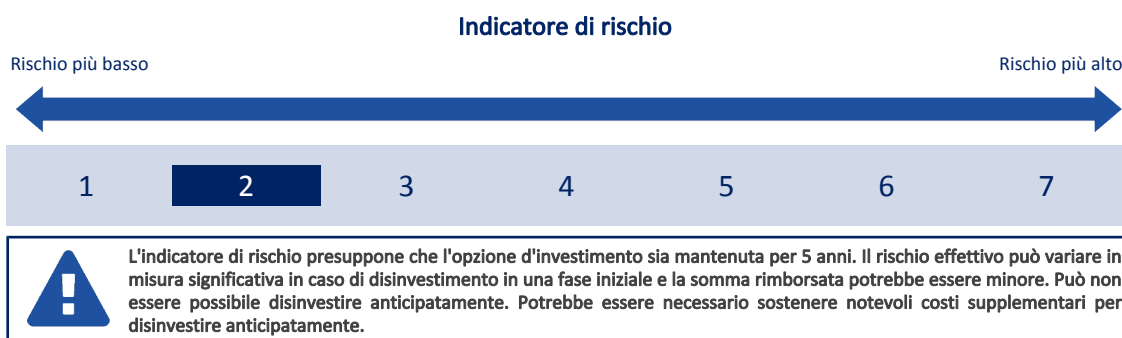 Indicatore di rischio
Rischio più basso
Rischio più alto
1 2 3 4 5 6 7
L'indicatore di rischio presuppone che l'opzione d'investimento sia mantenuta per 5 anni. Il rischio effettivo può variare in
misura significativa in caso di disinvestimento in una fase iniziale e la somma rimborsata potrebbe essere minore. Può non
essere possibile disinvestire anticipatamente. Potrebbe essere necessario sostenere notevoli costi supplementari per
disinvestire anticipatamente.